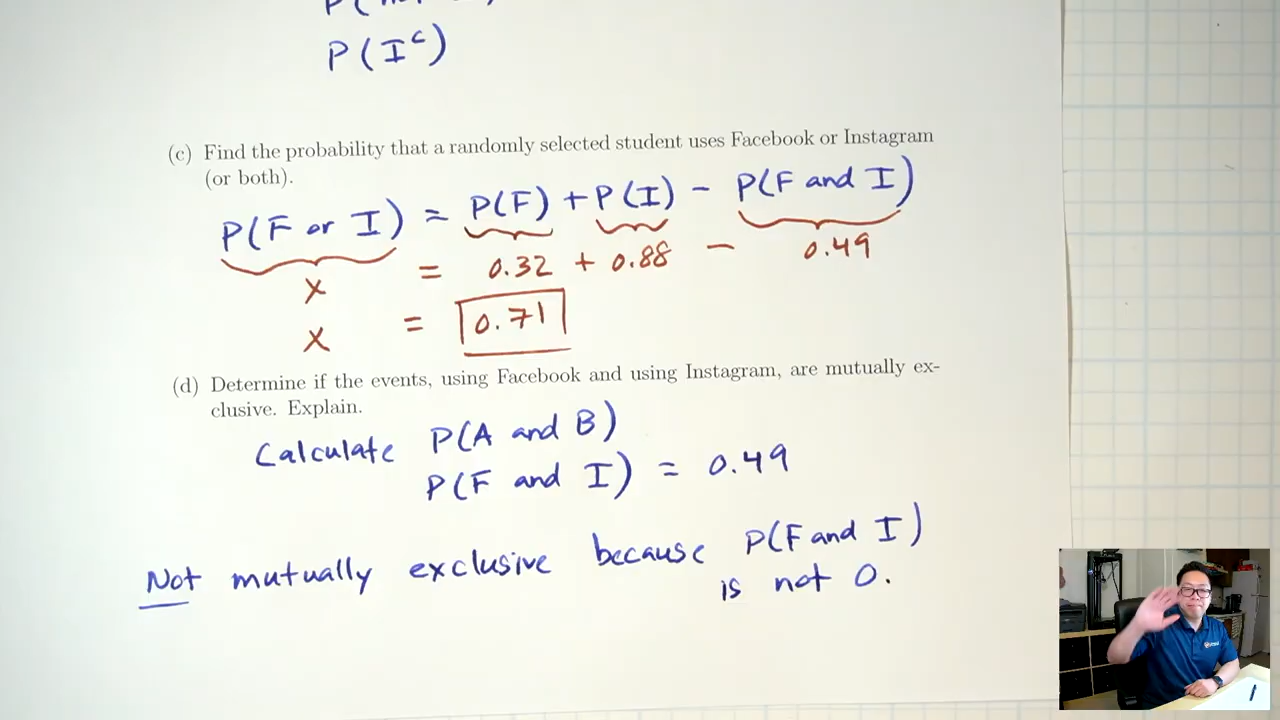 P(I^c)
(c) Find the probability that a randomly selected student uses Facebook or Instagram
(or both).
P(F or I) = P(F) + P(I) - P(F and I)
x = 0.32 + 0.88 - 0.49
x = 0.71
(d) Determine if the events, using Facebook and using Instagram, are mutually ex-
clusive. Explain.
Calculate P(A and B)
P(F and I) = 0.49
Not mutually exclusive because P(F and I)
is not 0.